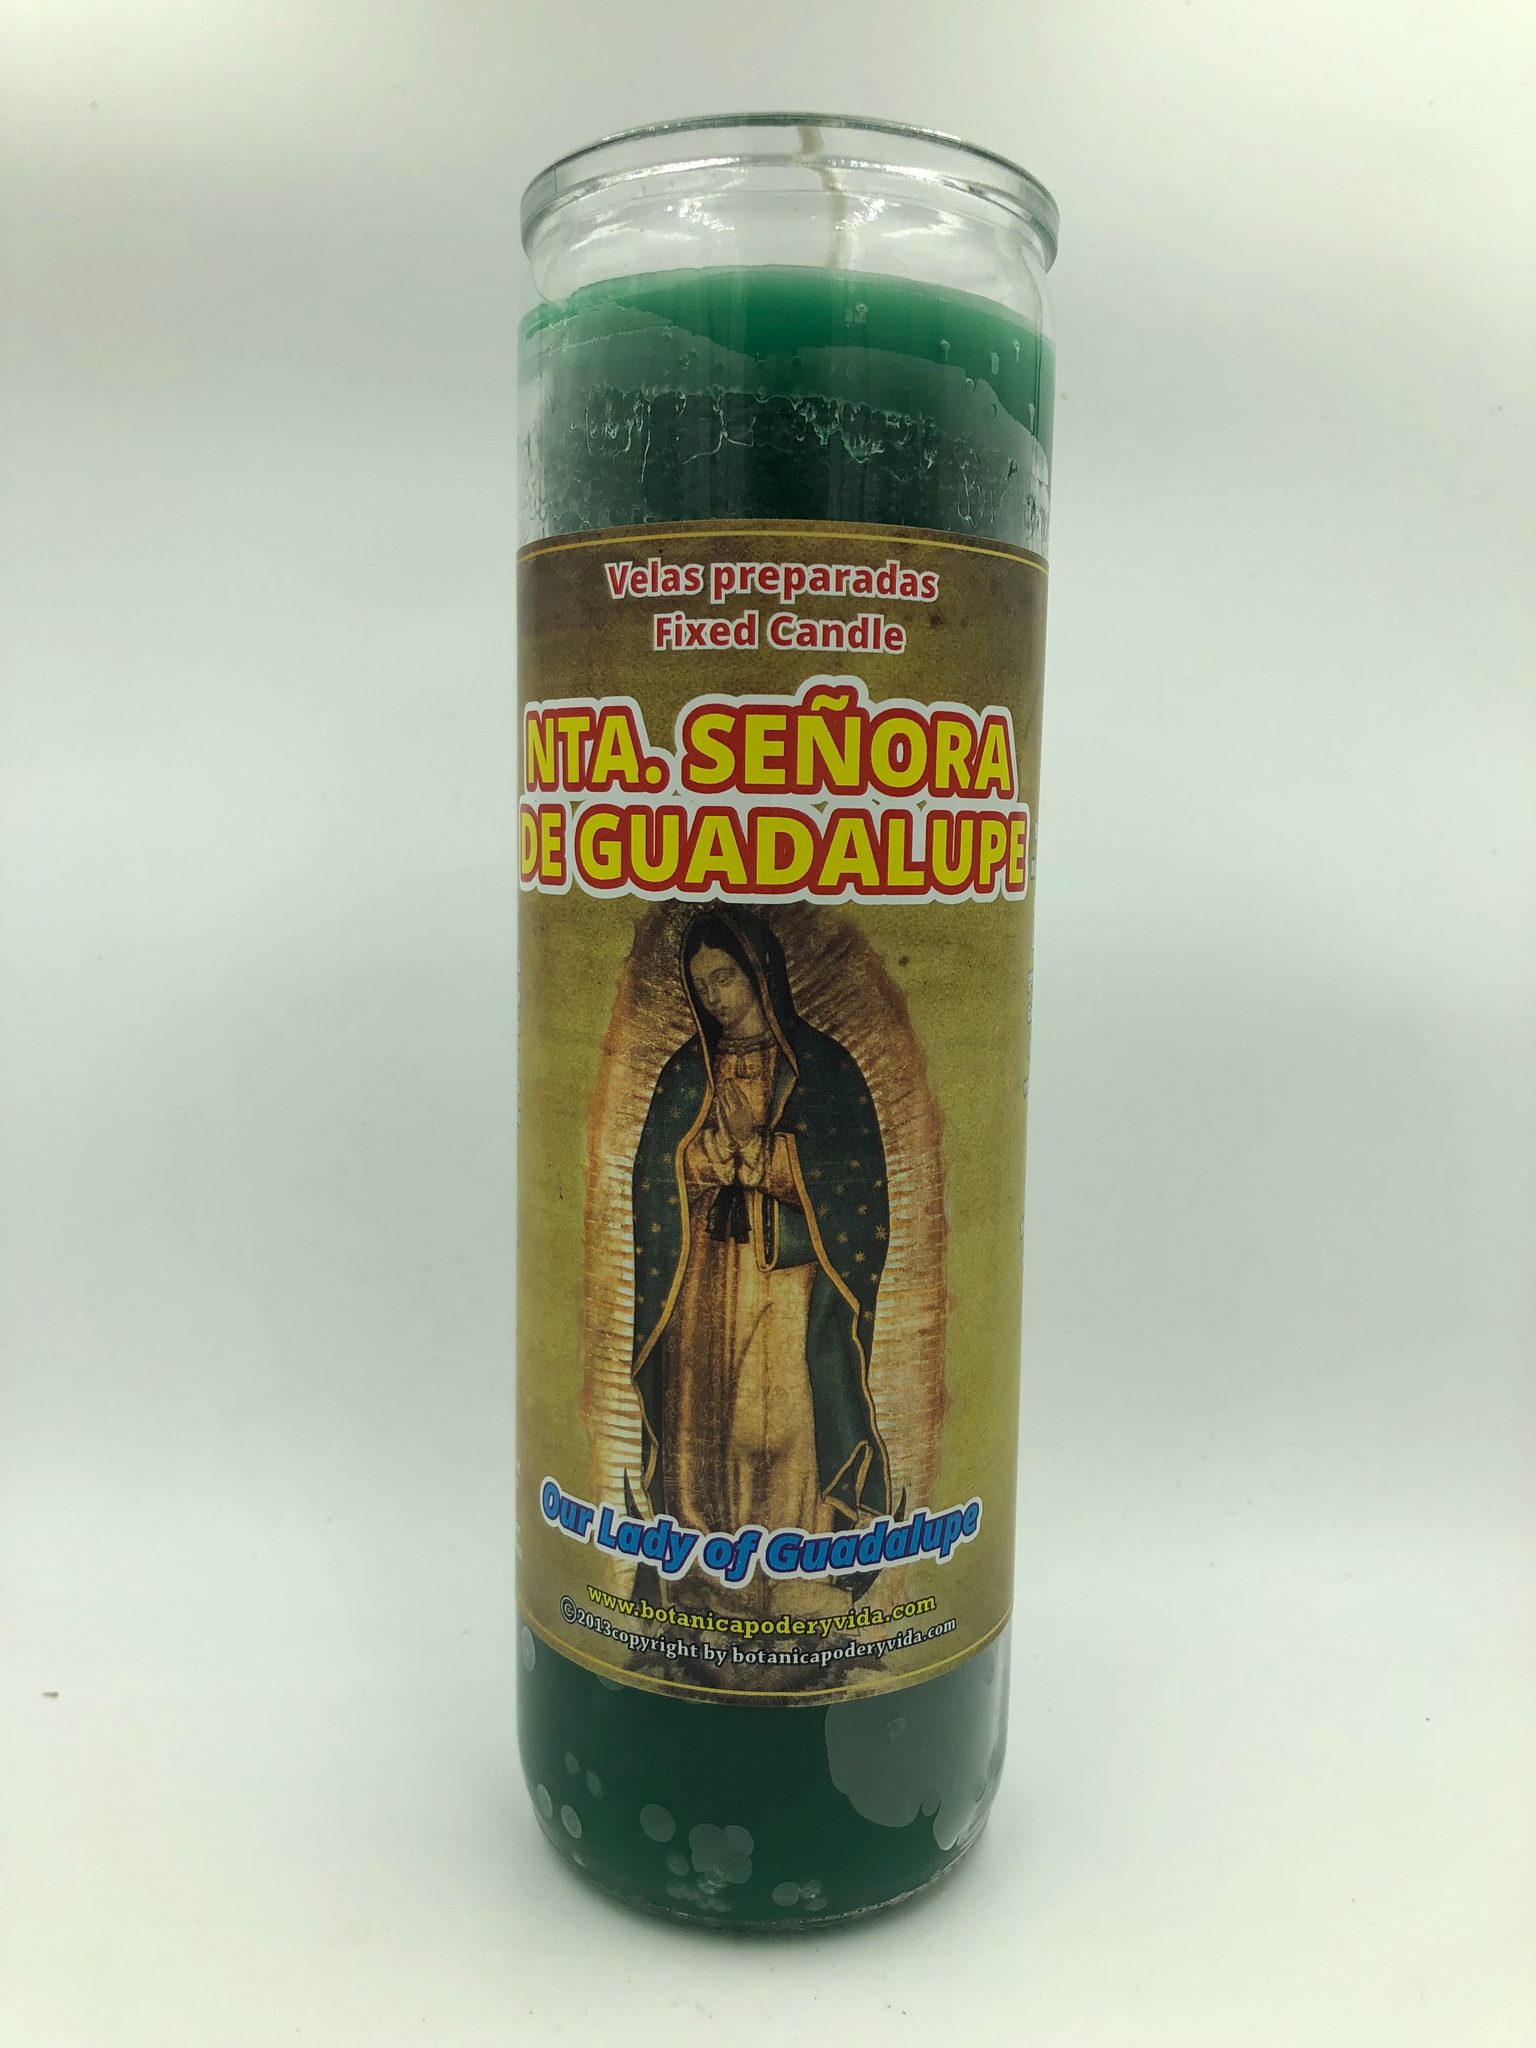 Velas preparadas
Fixed Candle
NTA. SEÑORA
DE GUADALUPE
Our Lady of Guadalupe
www.botanicapoderyvida.com
©2013copyright by botanicapoderyvida.com